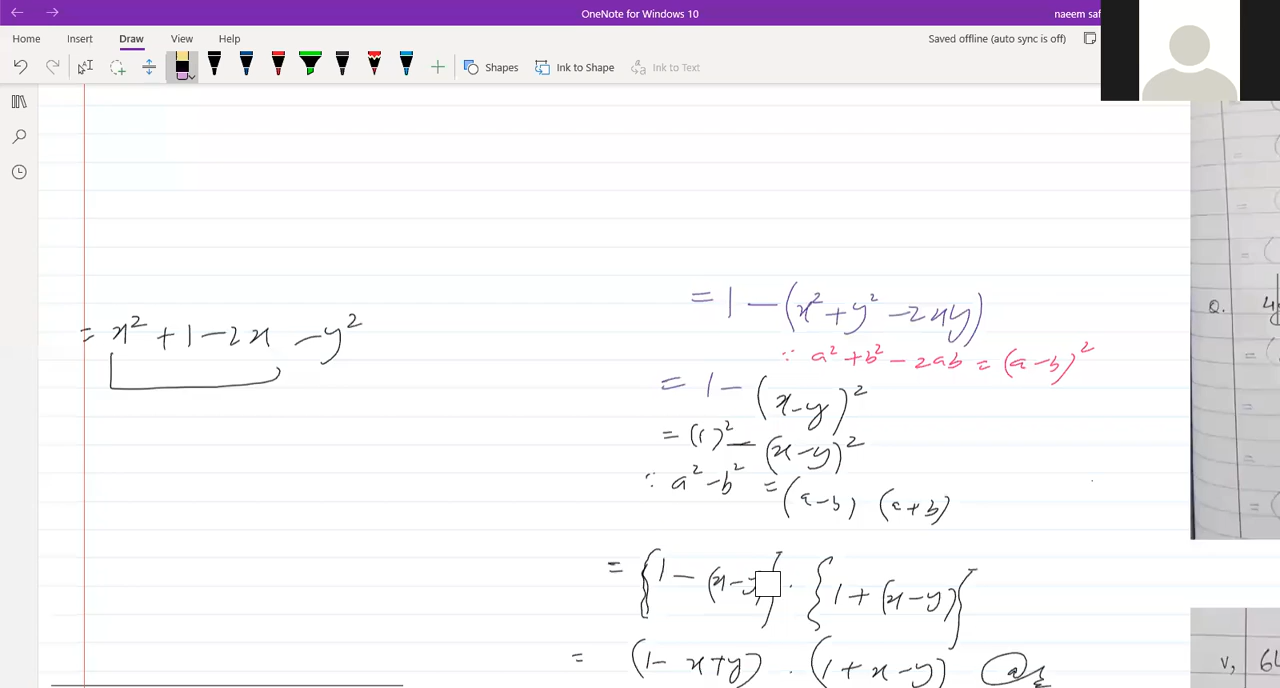 OneNote for Windows 10
naeem saf
Home Insert Draw View Help
Saved offline (auto sync is off)
Shapes Ink to Shape Ink to Text
= x² + 1 - 2x - y²
= 1 - (x² + y² - 2xy)
∵ a² + b² - 2ab = (a-b)²
= 1 - (x-y)²
= (1)² - (x-y)²
∵ a² - b² = (a-b) (a+b)
= {1 - (x-y} · {1 + (x-y)}
= (1 - x+y) · (1 + x - y)
Q. 4
v, 64